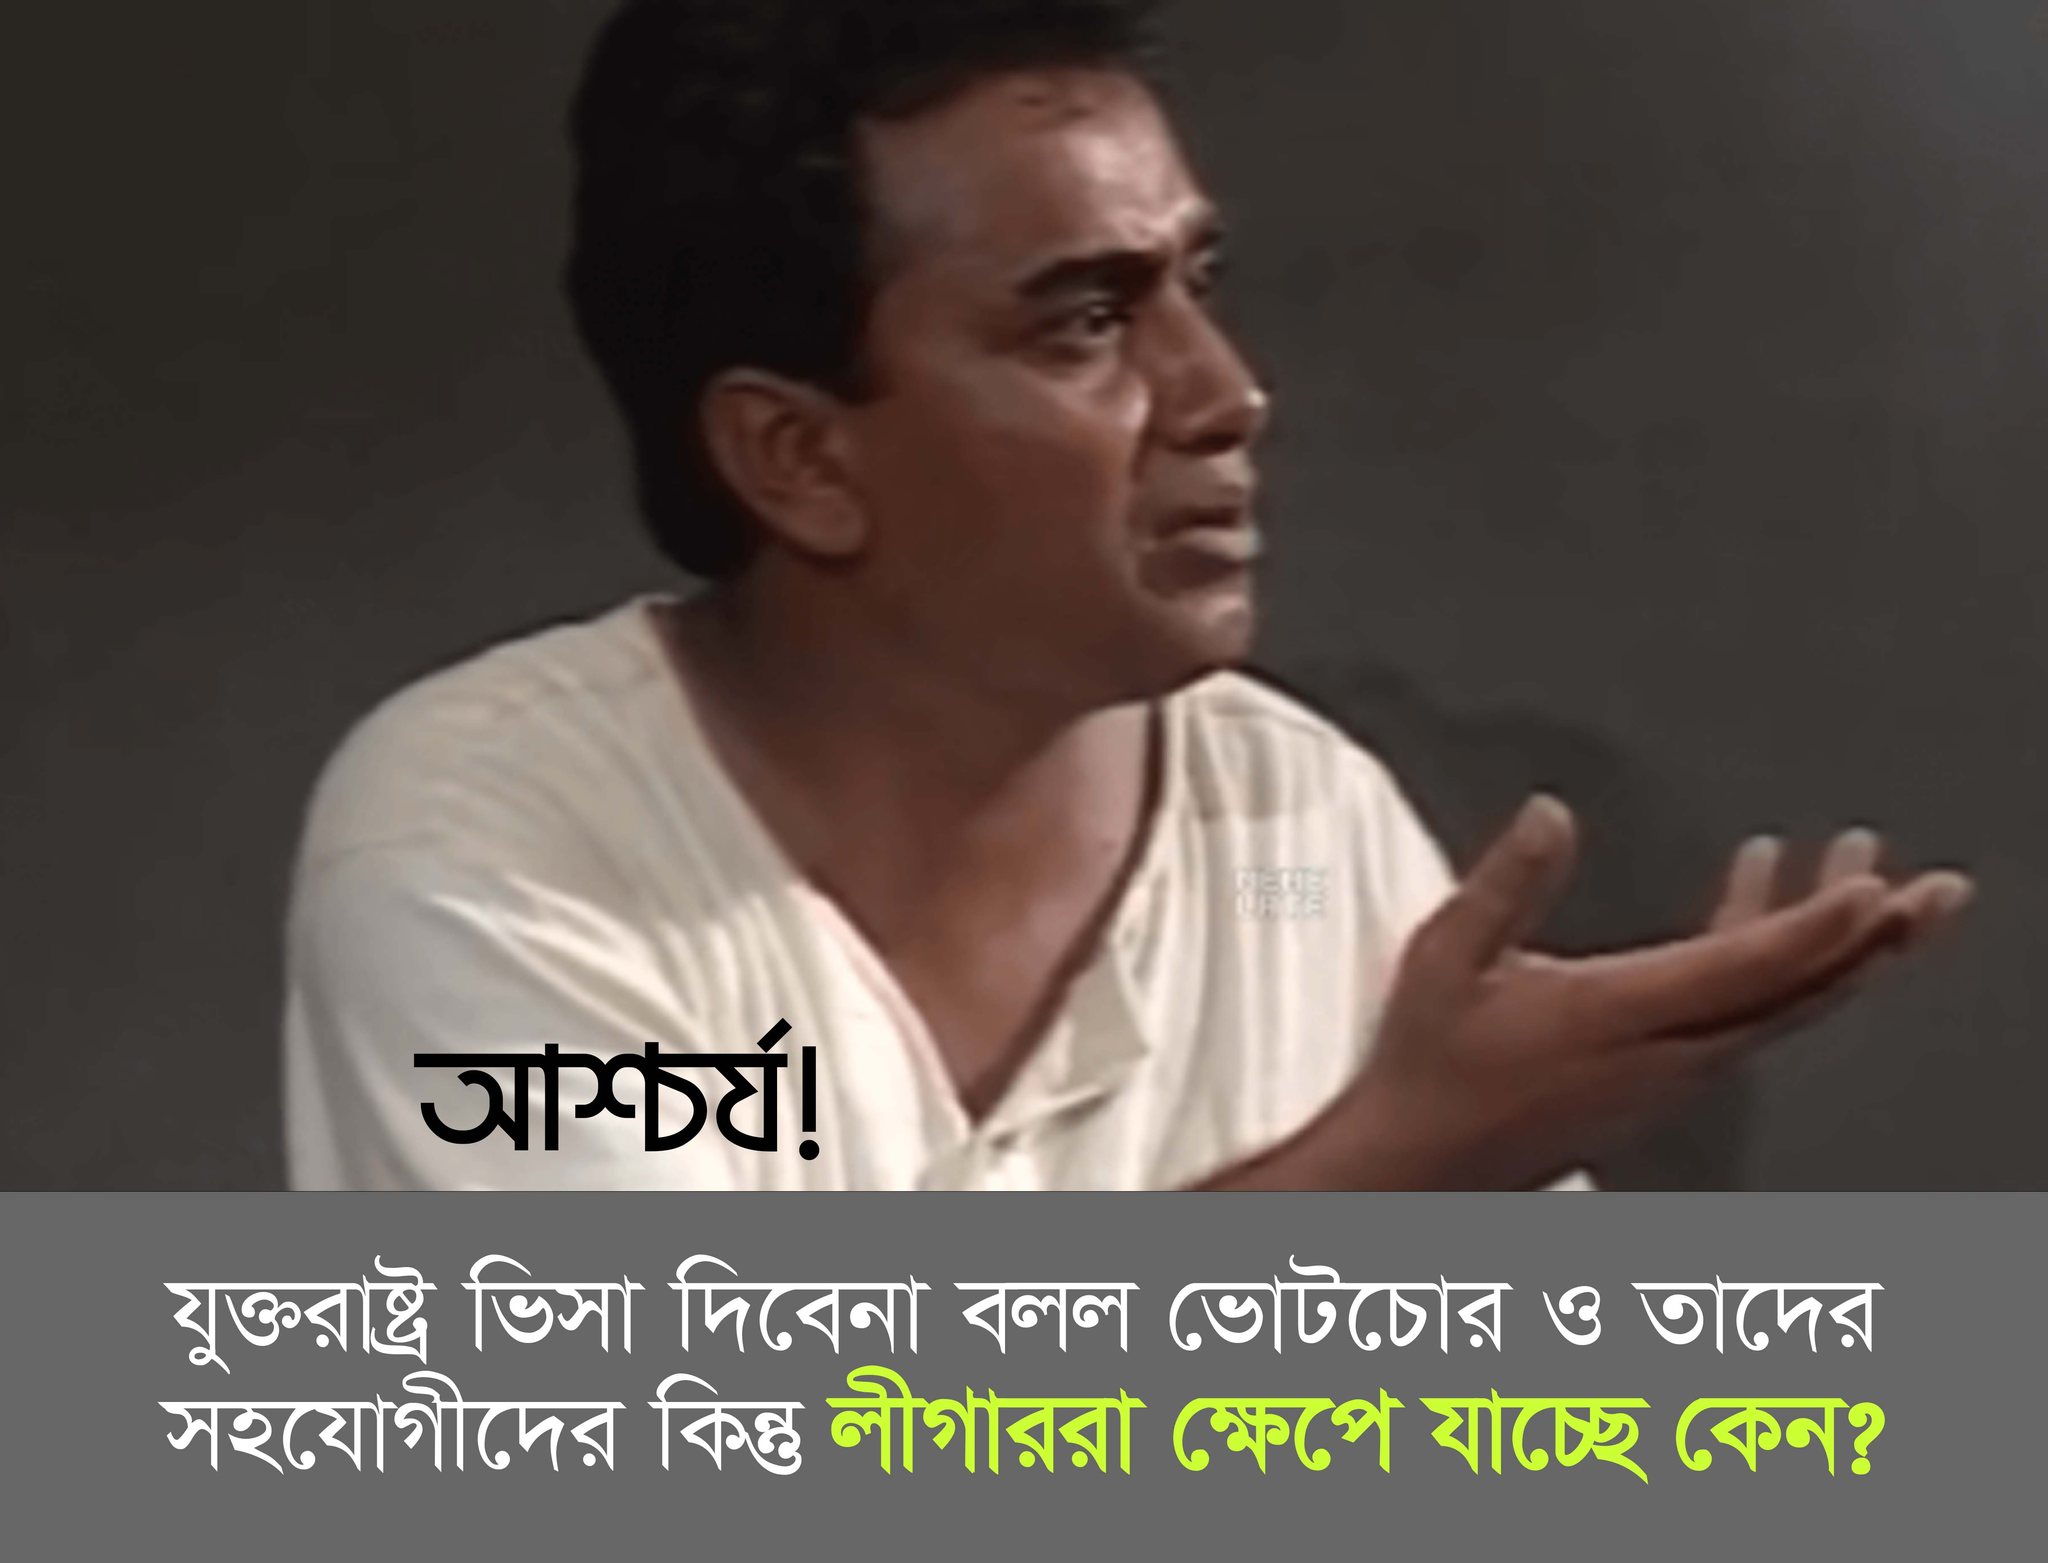 আশ্চর্য!
যুক্তরাষ্ট্র ভিসা দিবেনা বলল ভোটচোর ও তাদের
সহযোগীদের কিন্তু লীগাররা ক্ষেপে যাচ্ছে কেন?